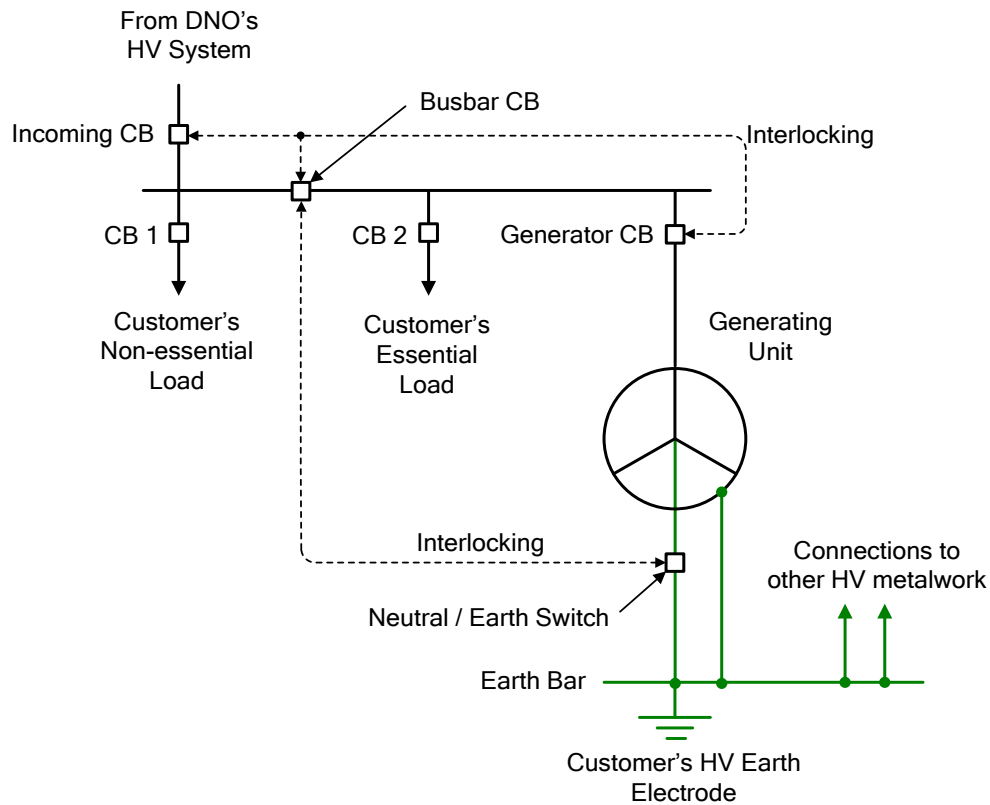 From DNO’s
HV System
Busbar CB
Incoming CB
Interlocking
CB 1
CB 2
Generator CB
Customer’s
Non-essential
Load
Customer’s
Essential
Load
Generating
Unit
Interlocking
Connections to
other HV metalwork
Neutral / Earth Switch
Earth Bar
Customer’s HV Earth
Electrode